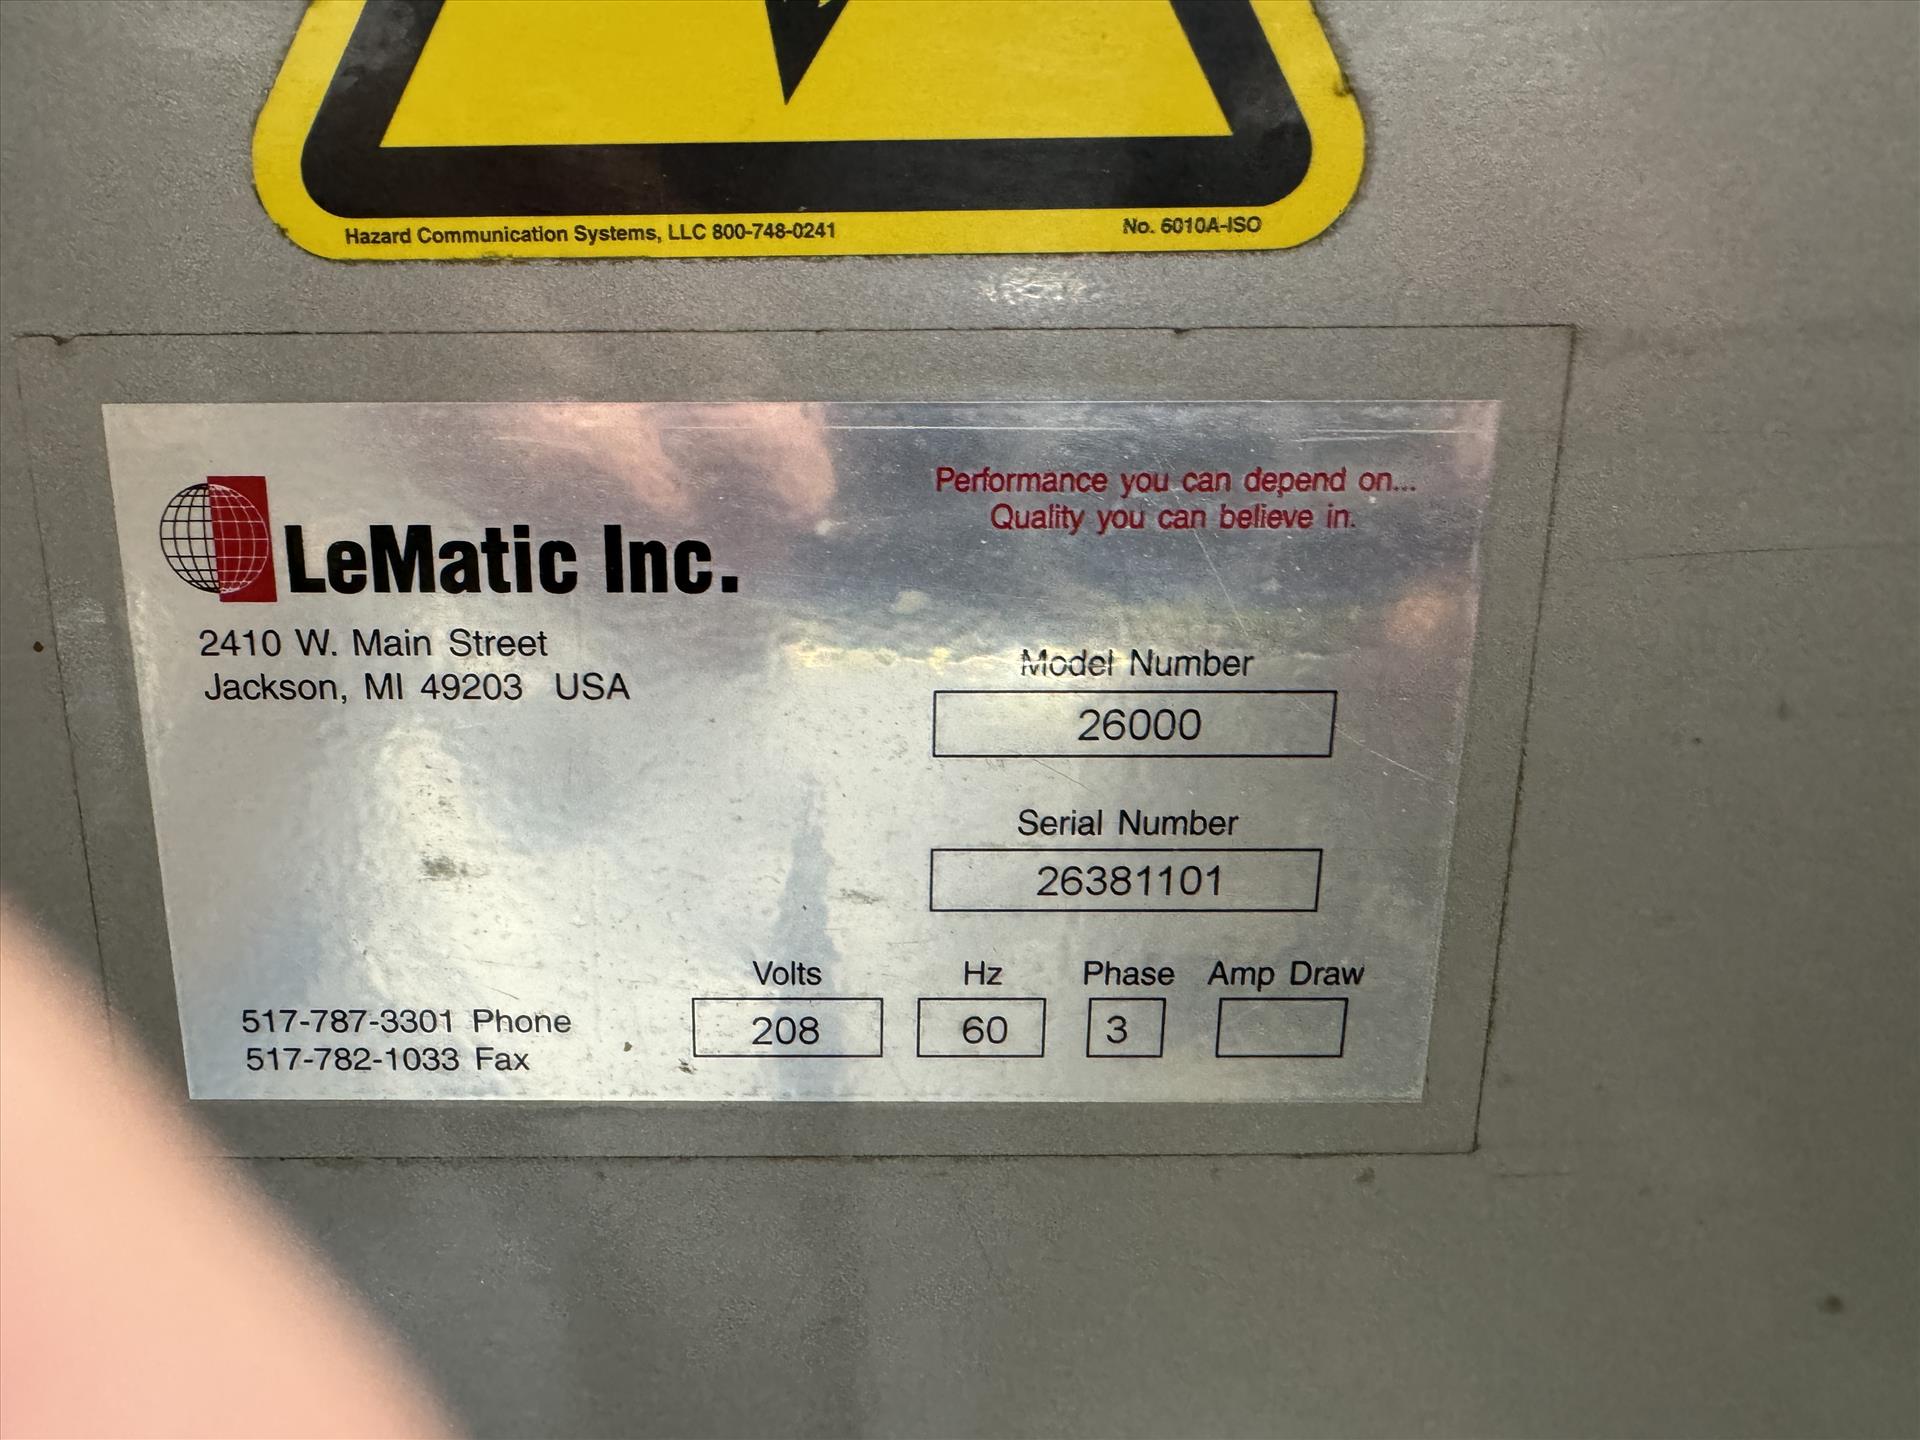 Hazard Communication Systems, LLC 800-748-0241
No. 6010A-ISO
LeMatic Inc.
Performance you can depend on...
Quality you can believe in.
2410 W. Main Street
Jackson, MI 49203 USA
Model Number
26000
Serial Number
26381101
Volts Hz Phase Amp Draw
208 60 3
517-787-3301 Phone
517-782-1033 Fax